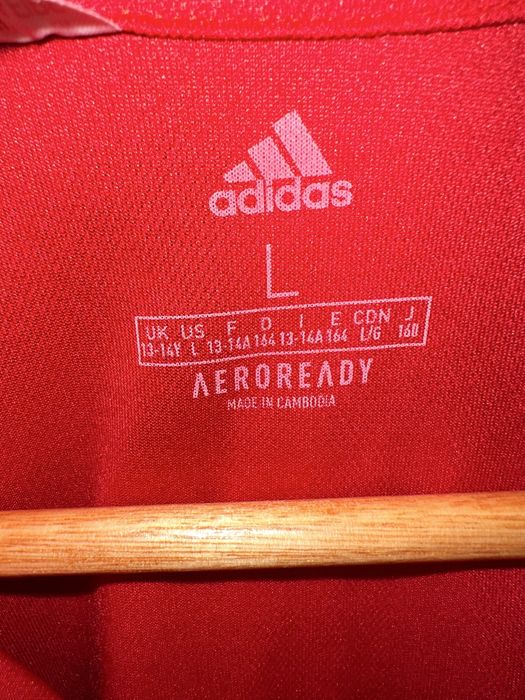 adidas
L
UK US F D I E CDN J
13-14Y L 13-14A 164 13-14A 164 L/G 160
AEROREADY
MADE IN CAMBODIA